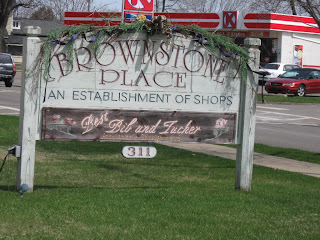 BROWNSTONE
PLACE
AN ESTABLISHMENT OF SHOPS
Best Bib and Tucker
311
K